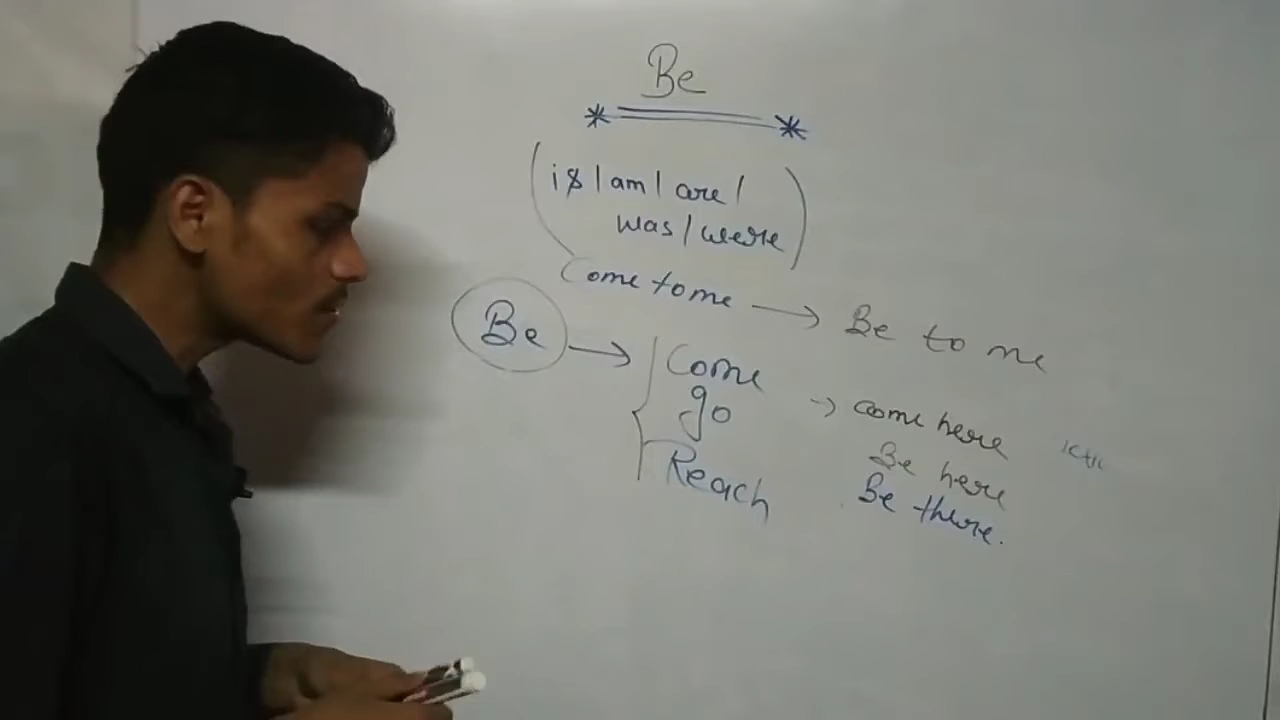 Be
is/am/are/
was/were
Come to me → Be to me
Be → Come
go
Reach
→ Come here
Be here
Be there.